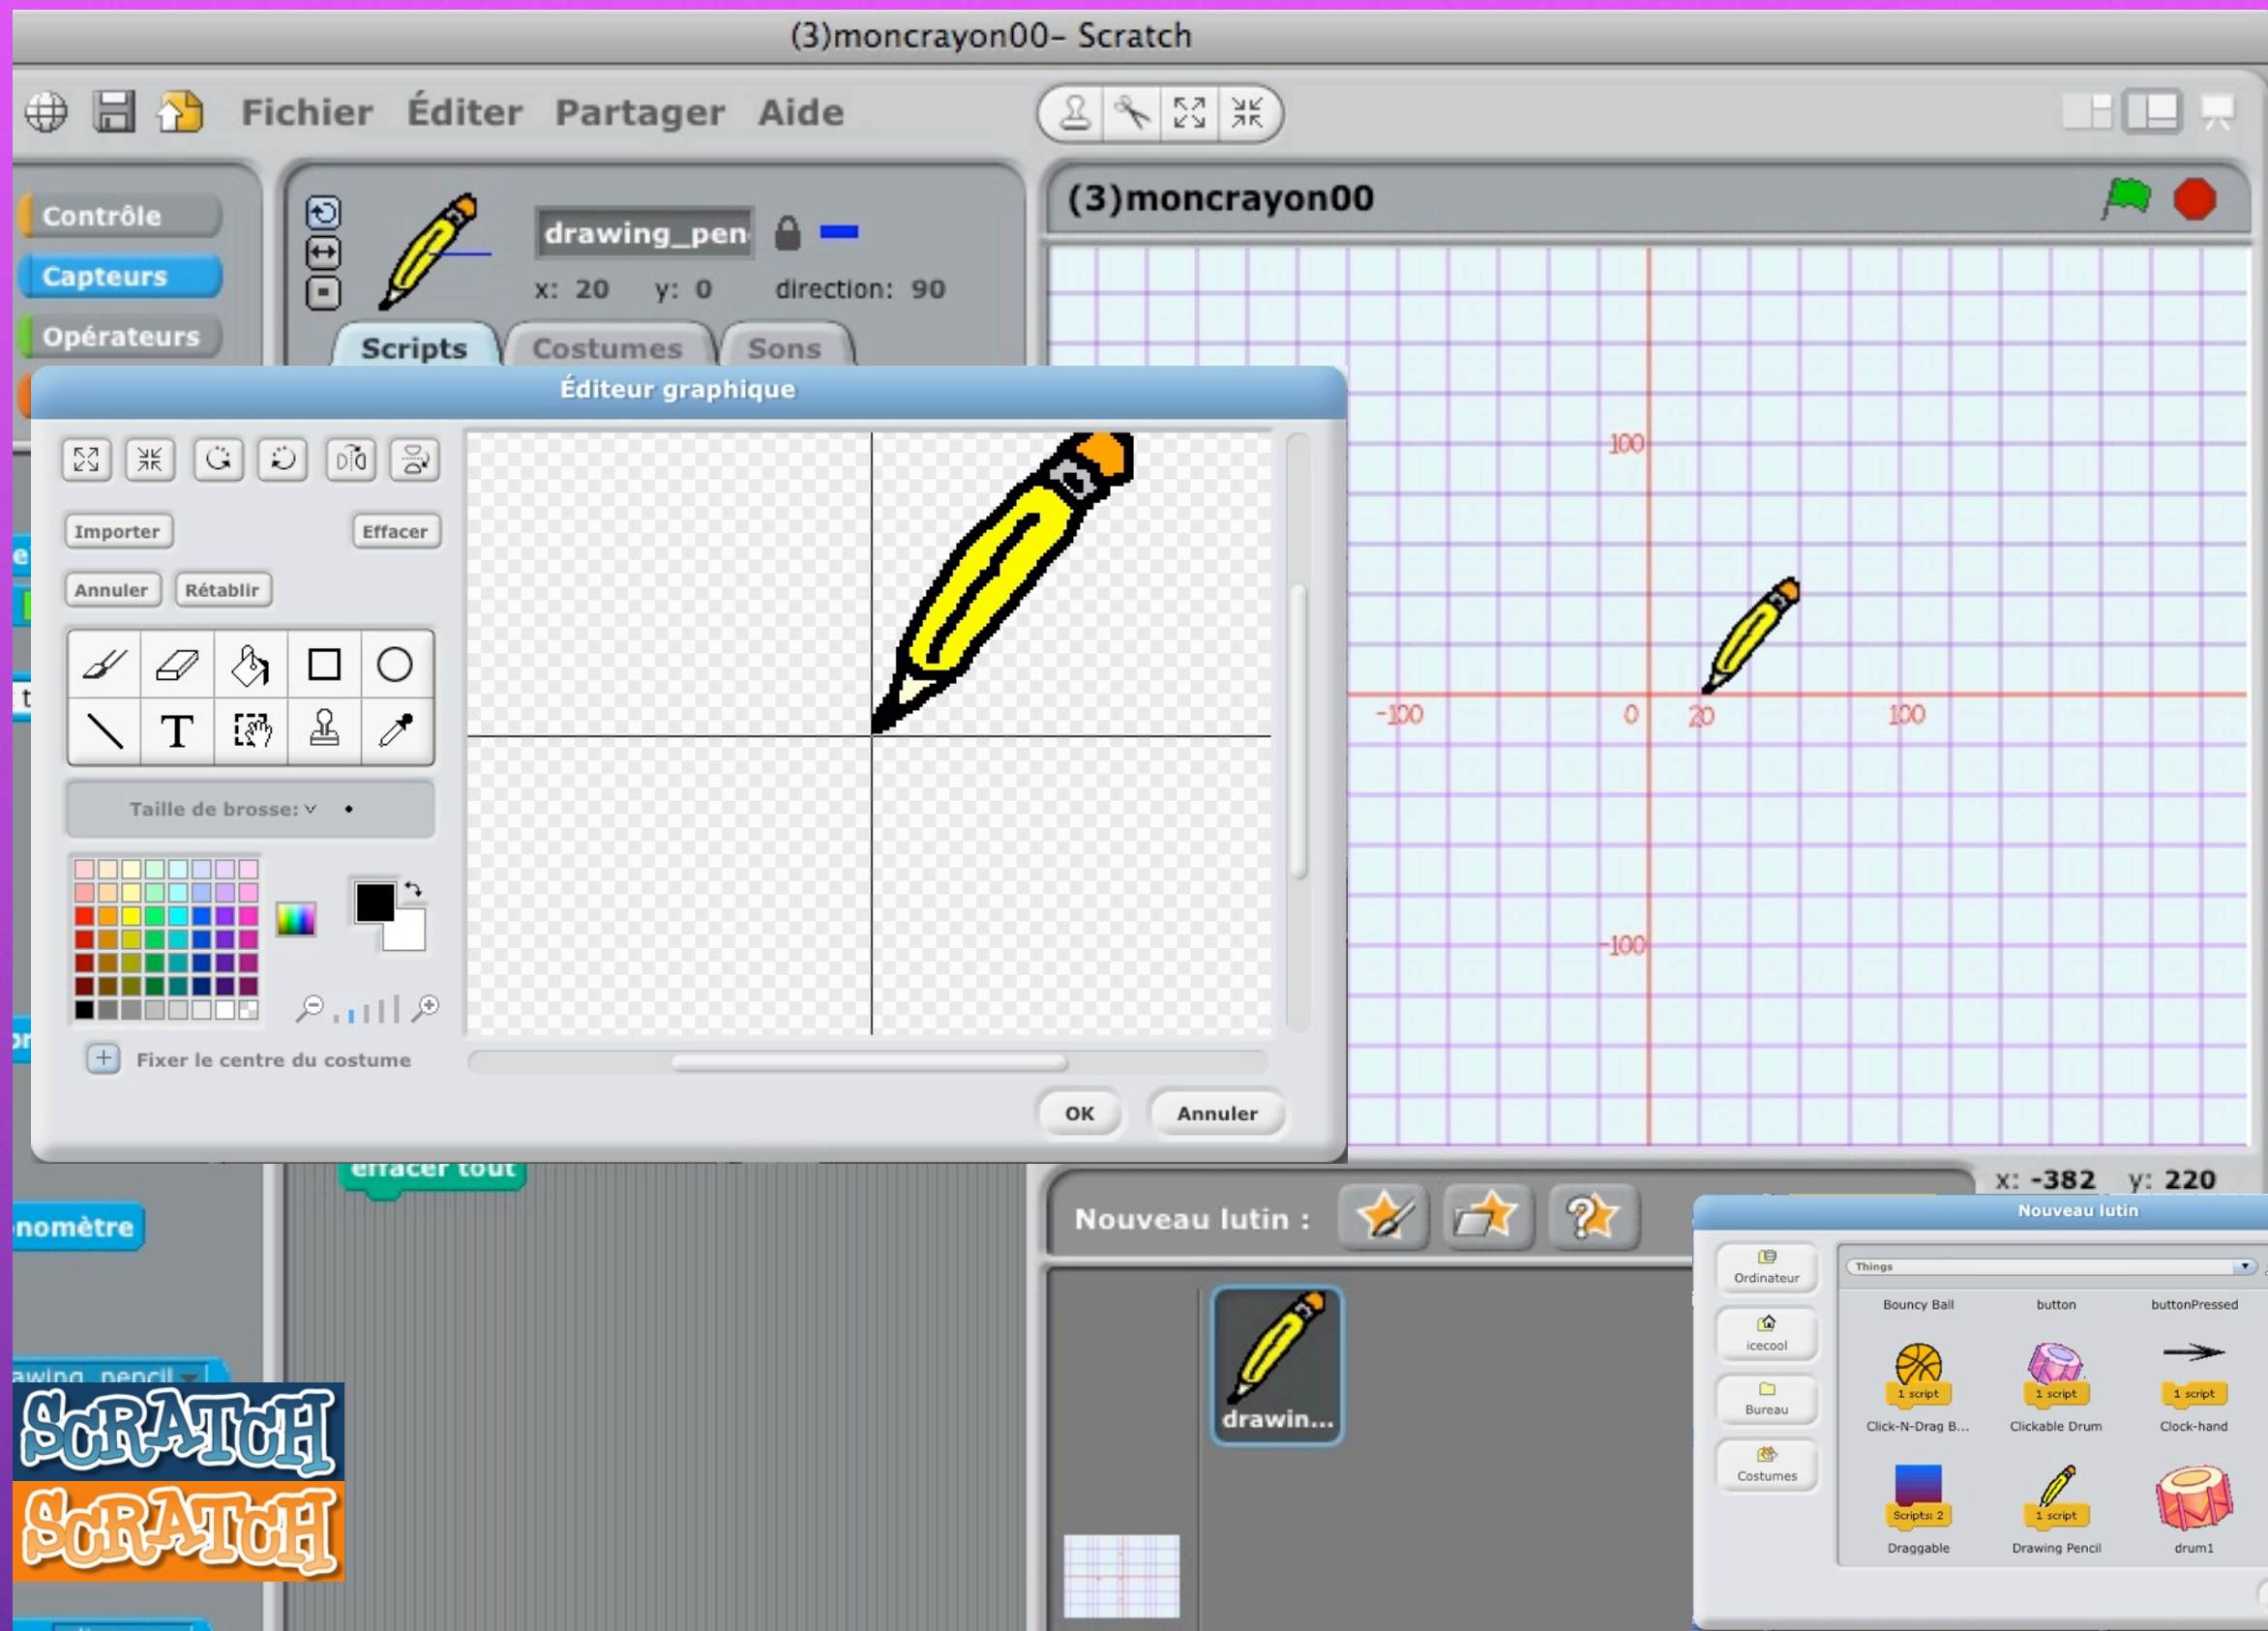 (3)moncrayon00– Scratch
Fichier Éditer Partager Aide
Contrôle
Capteurs
Opérateurs
drawing_pen
x: 20 y: 0 direction: 90
Scripts Costumes Sons
(3)moncrayon00
100
-100 0 20 100
-100
Éditeur graphique
Importer Effacer
Annuler Rétablir
T
Taille de brosse:
Fixer le centre du costume
OK Annuler
effacer tout
x: -382 y: 220
nomètre
Nouveau lutin :
drawin...
awing_pencil
SCRATCH
SCRATCH
Nouveau lutin
Ordinateur
icecool
Bureau
Costumes
Things
Bouncy Ball button buttonPressed
1 script 1 script 1 script
Click-N-Drag B... Clickable Drum Clock-hand
Scripts: 2 1 script
Draggable Drawing Pencil drum1